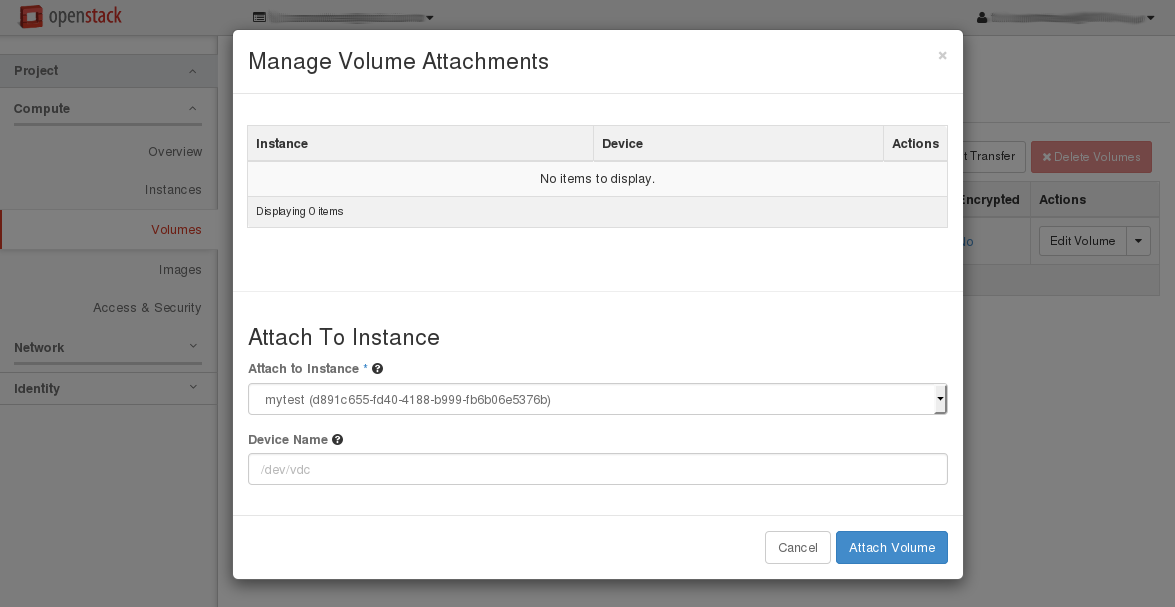 openstack
Project
Compute
Overview
Instances
Volumes
Images
Access & Security
Network
Identity
Manage Volume Attachments
×
Instance Device Actions
No items to display.
Displaying 0 items
Attach To Instance
Attach to Instance * ?
mytest (d891c655-fd40-4188-b999-fb6b06e5376b)
Device Name ?
/dev/vdc
Cancel Attach Volume
t Transfer Delete Volumes
Encrypted Actions
No Edit Volume